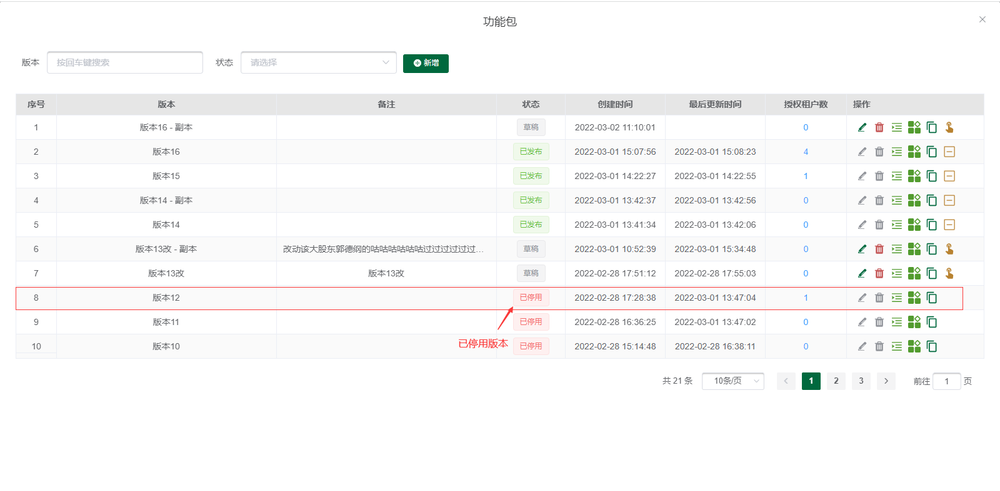 功能包
版本 按回车键搜索 状态 请选择 新增
序号 版本 备注 状态 创建时间 最后更新时间 授权租户数 操作
1 版本16 - 副本 草稿 2022-03-02 11:10:01 0
2 版本16 已发布 2022-03-01 15:07:56 2022-03-01 15:08:23 4
3 版本15 已发布 2022-03-01 14:22:27 2022-03-01 14:22:55 1
4 版本14 - 副本 已发布 2022-03-01 13:42:37 2022-03-01 13:42:56 0
5 版本14 已发布 2022-03-01 13:41:34 2022-03-01 13:42:06 0
6 版本13改 - 副本 改动该大股东郭德纲的咕咕咕咕咕咕过过过过过过... 草稿 2022-03-01 10:52:39 2022-03-01 15:34:48 0
7 版本13改 版本13改 草稿 2022-02-28 17:51:12 2022-02-28 17:55:03 0
8 版本12 已停用 2022-02-28 17:28:38 2022-03-01 13:47:04 1
9 版本11 已停用 2022-02-28 16:36:25 2022-03-01 13:47:02 0
已停用版本
10 版本10 已停用 2022-02-28 15:14:48 2022-02-28 16:38:11 0
共 21 条 10条/页 1 2 3 前往 1 页